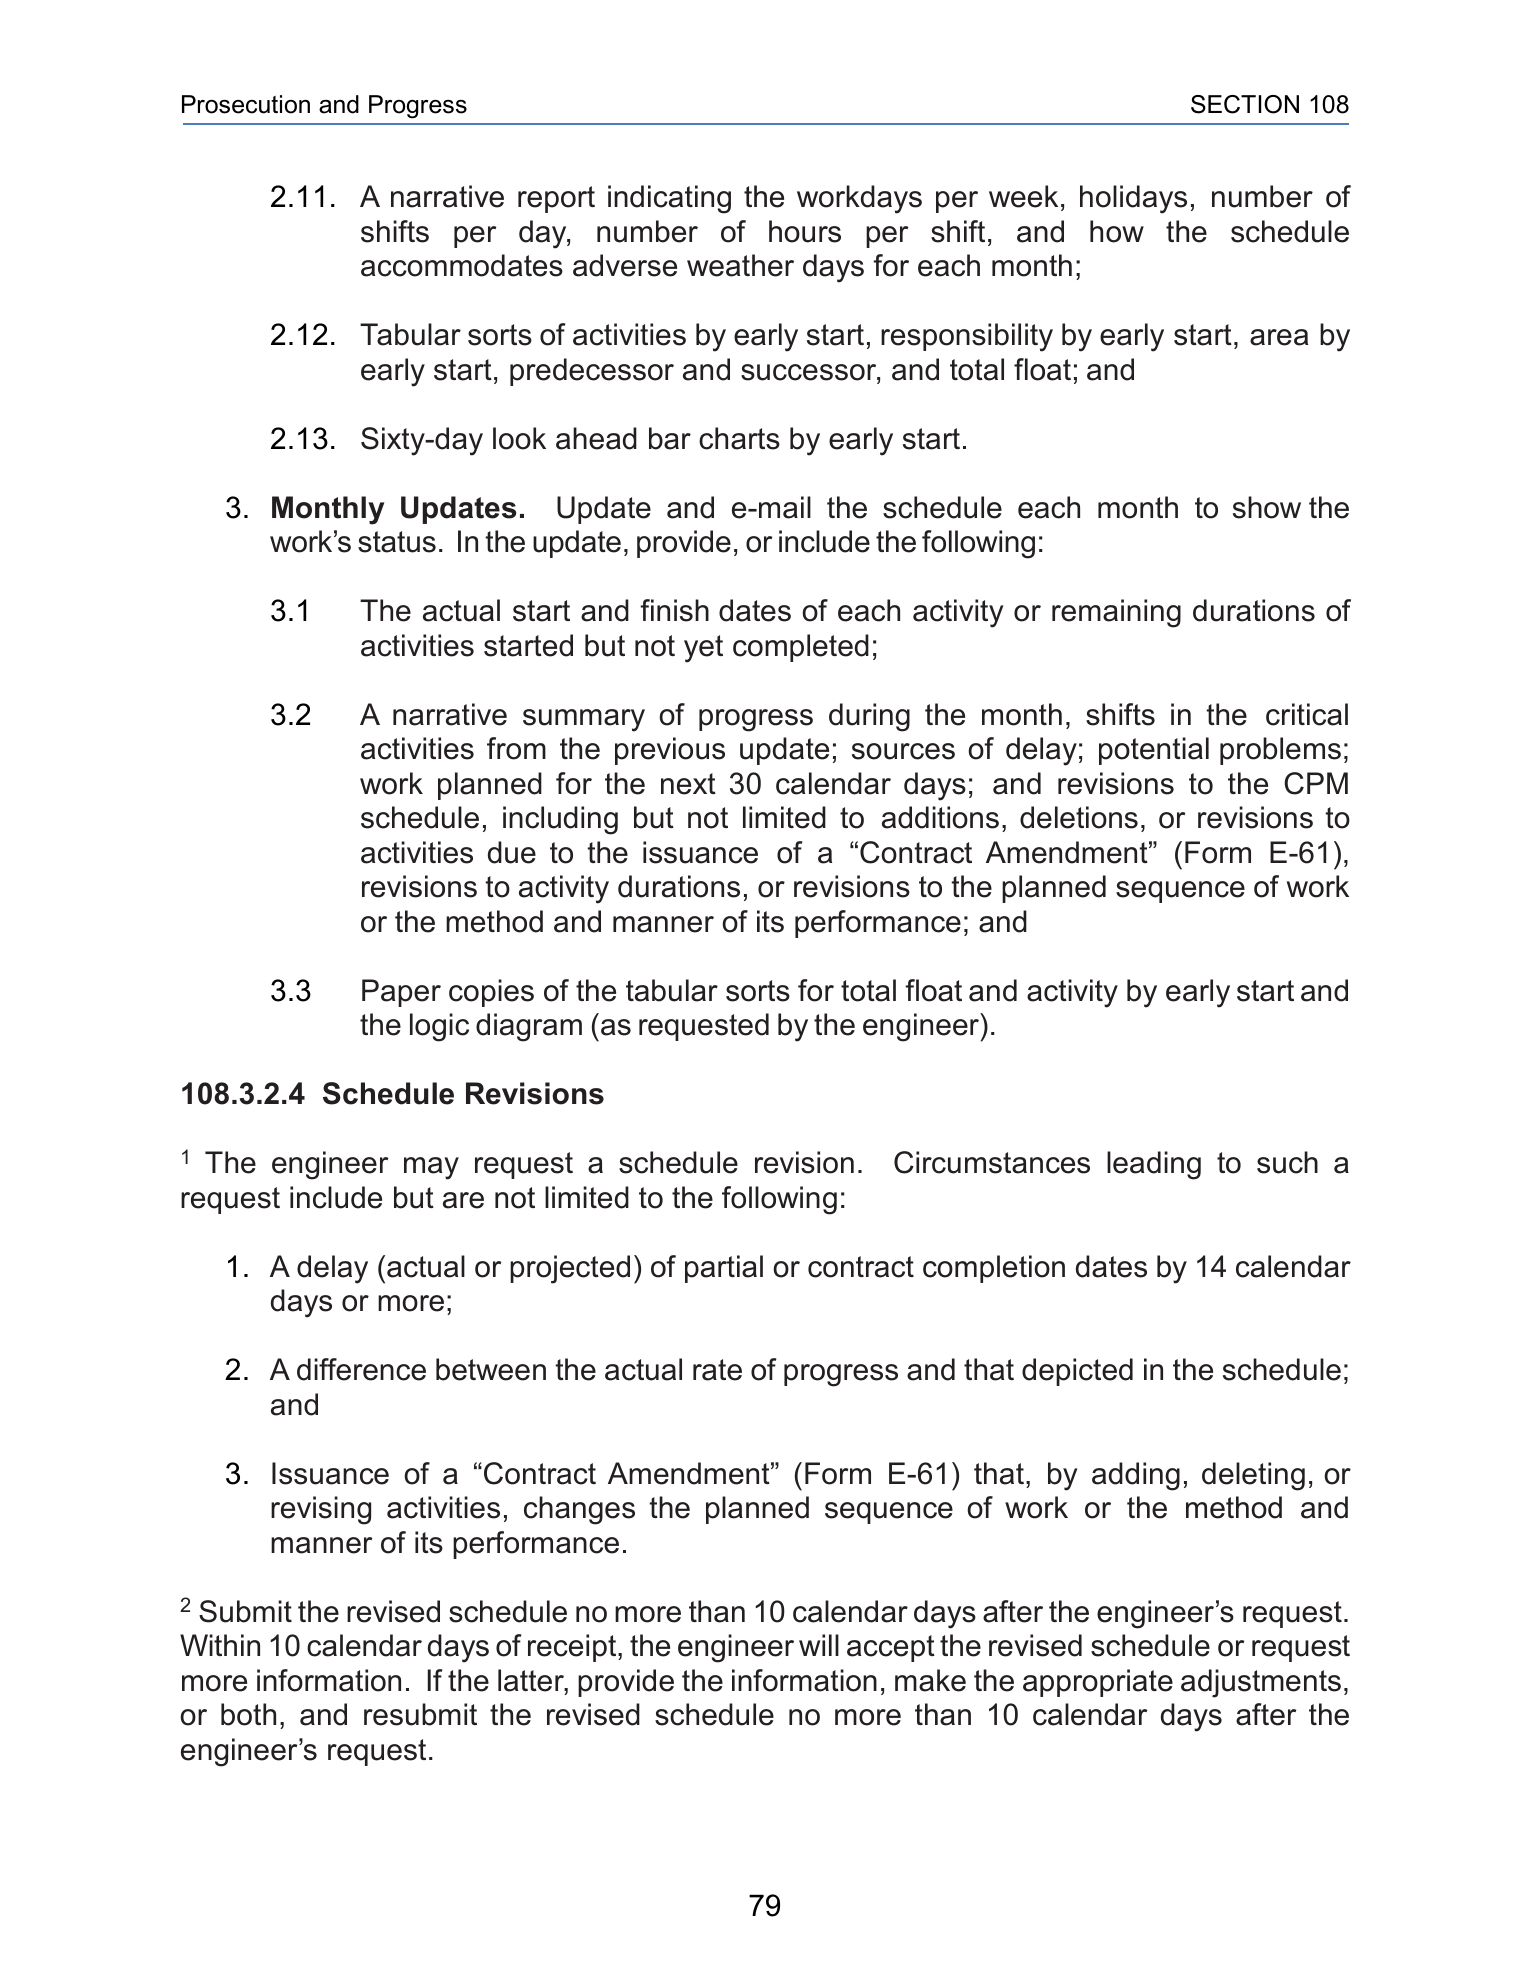 Prosecution and Progress SECTION 108
2.11. A narrative report indicating the workdays per week, holidays, number of
shifts per day, number of hours per shift, and how the schedule
accommodates adverse weather days for each month;
2.12. Tabular sorts of activities by early start, responsibility by early start, area by
early start, predecessor and successor, and total float; and
2.13. Sixty-day look ahead bar charts by early start.
3. Monthly Updates. Update and e-mail the schedule each month to show the
work’s status. In the update, provide, or include the following:
3.1 The actual start and finish dates of each activity or remaining durations of
activities started but not yet completed;
3.2 A narrative summary of progress during the month, shifts in the critical
activities from the previous update; sources of delay; potential problems;
work planned for the next 30 calendar days; and revisions to the CPM
schedule, including but not limited to additions, deletions, or revisions to
activities due to the issuance of a “Contract Amendment” (Form E-61),
revisions to activity durations, or revisions to the planned sequence of work
or the method and manner of its performance; and
3.3 Paper copies of the tabular sorts for total float and activity by early start and
the logic diagram (as requested by the engineer).
108.3.2.4 Schedule Revisions
1 The engineer may request a schedule revision. Circumstances leading to such a
request include but are not limited to the following:
1. A delay (actual or projected) of partial or contract completion dates by 14 calendar
days or more;
2. A difference between the actual rate of progress and that depicted in the schedule;
and
3. Issuance of a “Contract Amendment” (Form E-61) that, by adding, deleting, or
revising activities, changes the planned sequence of work or the method and
manner of its performance.
2 Submit the revised schedule no more than 10 calendar days after the engineer’s request.
Within 10 calendar days of receipt, the engineer will accept the revised schedule or request
more information. If the latter, provide the information, make the appropriate adjustments,
or both, and resubmit the revised schedule no more than 10 calendar days after the
engineer’s request.
79